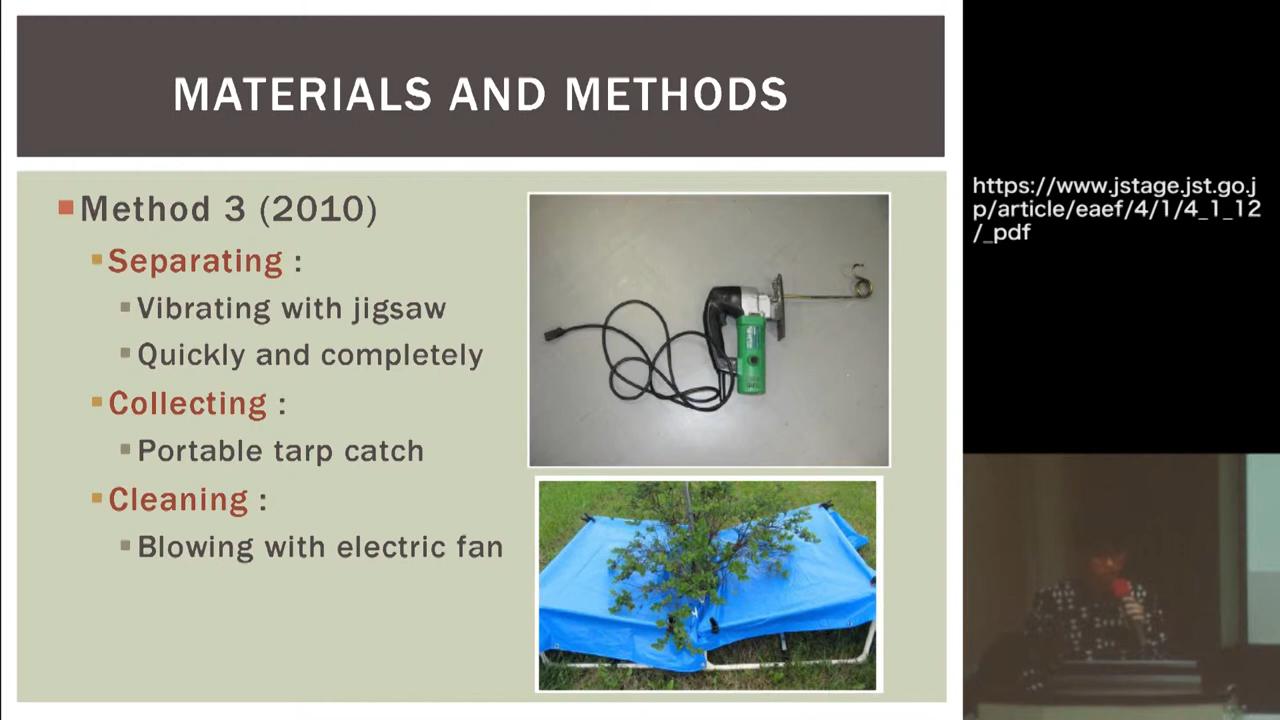 MATERIALS AND METHODS
Method 3 (2010)
Separating :
Vibrating with jigsaw
Quickly and completely
Collecting :
Portable tarp catch
Cleaning :
Blowing with electric fan
https://www.jstage.jst.go.j
p/article/eaef/4/1/4_1_12
/_pdf